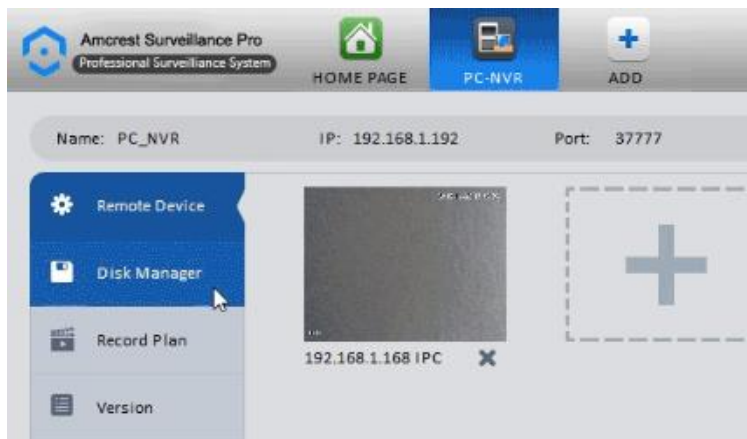 Amcrest Surveillance Pro
Professional Surveillance System
HOME PAGE
PC-NVR
ADD
Name: PC_NVR IP: 192.168.1.192 Port: 37777
Remote Device
Disk Manager
Record Plan
Version
192.168.1.168 IPC